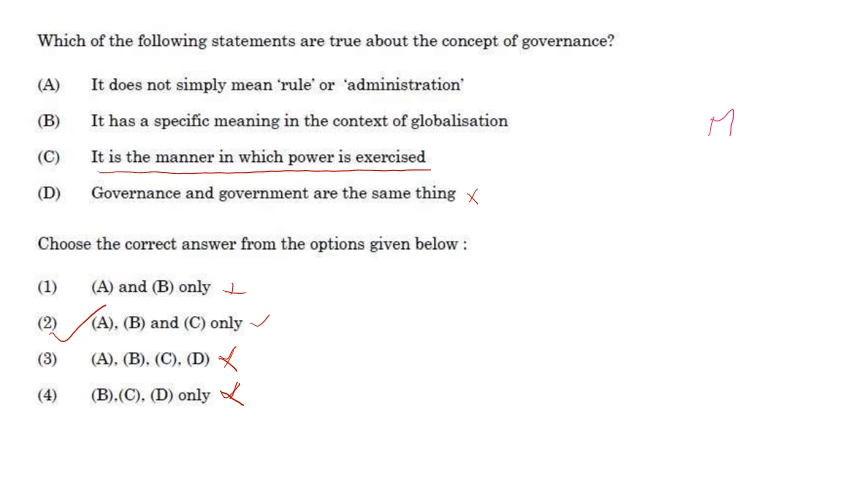 Which of the following statements are true about the concept of governance?
(A) It does not simply mean ‘rule’ or ‘administration’
(B) It has a specific meaning in the context of globalisation
(C) It is the manner in which power is exercised
(D) Governance and government are the same thing
Choose the correct answer from the options given below :
(1) (A) and (B) only
(2) (A), (B) and (C) only
(3) (A), (B), (C), (D)
(4) (B),(C), (D) only